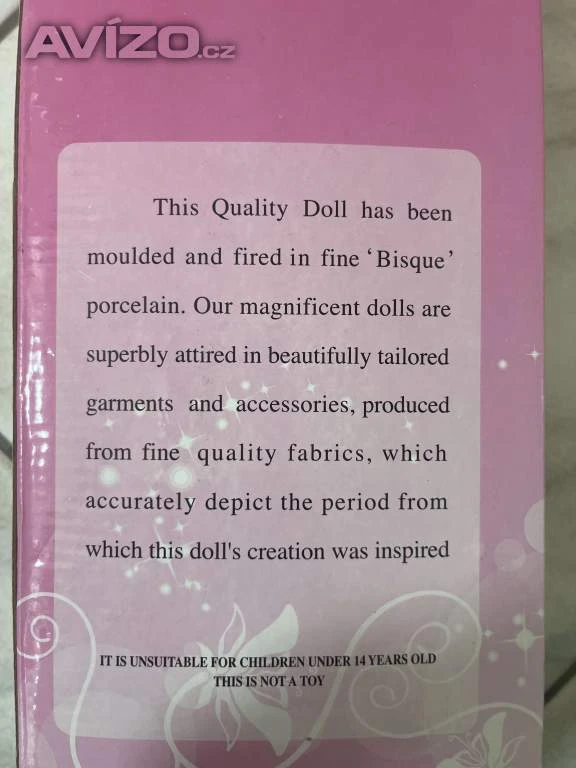 AVÍZO.cz
This Quality Doll has been
moulded and fired in fine ‘Bisque’
porcelain. Our magnificent dolls are
superbly attired in beautifully tailored
garments and accessories, produced
from fine quality fabrics, which
accurately depict the period from
which this doll's creation was inspired
IT IS UNSUITABLE FOR CHILDREN UNDER 14 YEARS OLD
THIS IS NOT A TOY